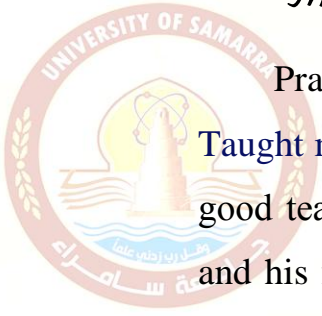 UNIVERSITY OF SAMARRA
Pra
Taught
good tea
and his
وقل رب زدني علما
جامعة سامراء